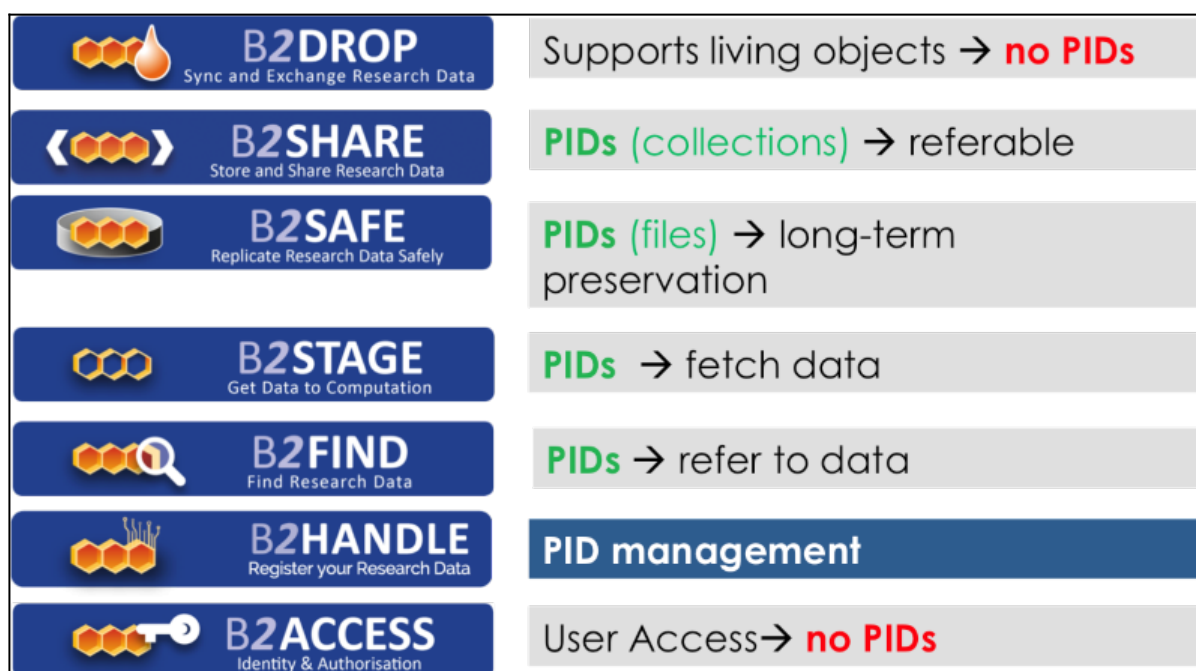 B2DROP
Sync and Exchange Research Data
Supports living objects → no PIDs
B2SHARE
Store and Share Research Data
PIDs (collections) → referable
B2SAFE
Replicate Research Data Safely
PIDs (files) → long-term
preservation
B2STAGE
Get Data to Computation
PIDs → fetch data
B2FIND
Find Research Data
PIDs → refer to data
B2HANDLE
Register your Research Data
PID management
B2ACCESS
Identity & Authorisation
User Access→ no PIDs